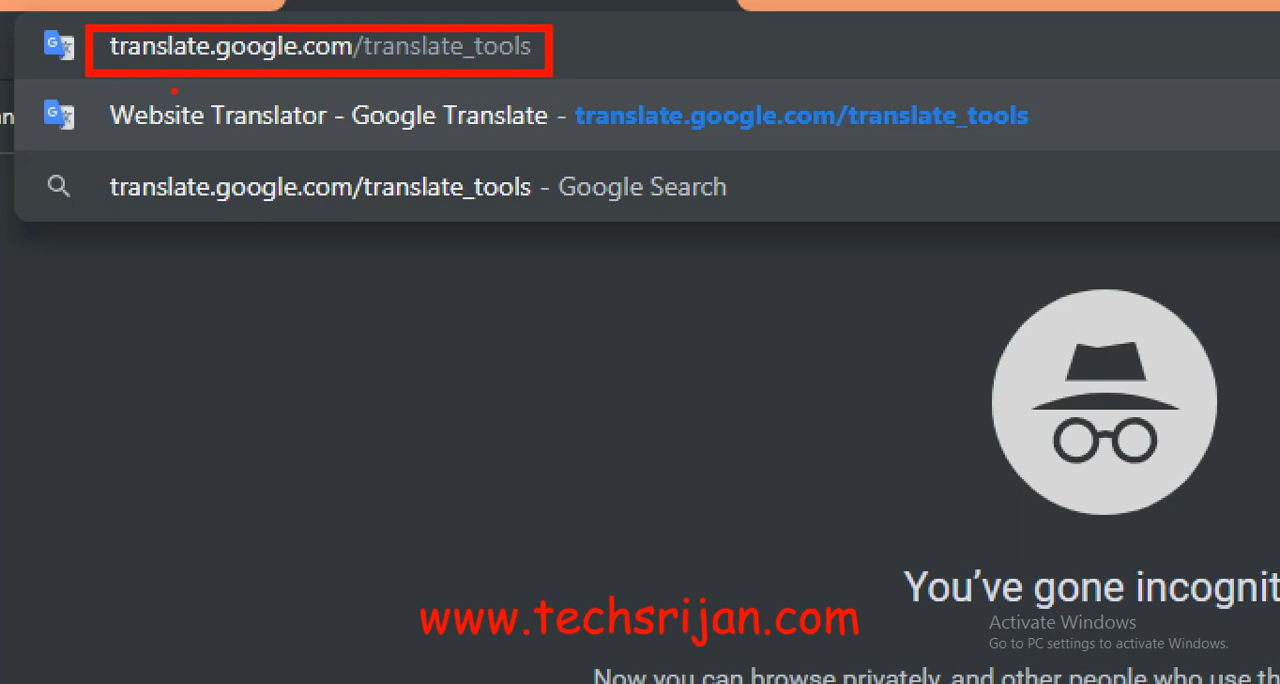 translate.google.com/translate_tools
Website Translator - Google Translate - translate.google.com/translate_tools
translate.google.com/translate_tools - Google Search
You've gone incognit
www.techsrijan.com
Activate Windows
Go to PC settings to activate Windows.
Now you can browse privately, and other people who use th